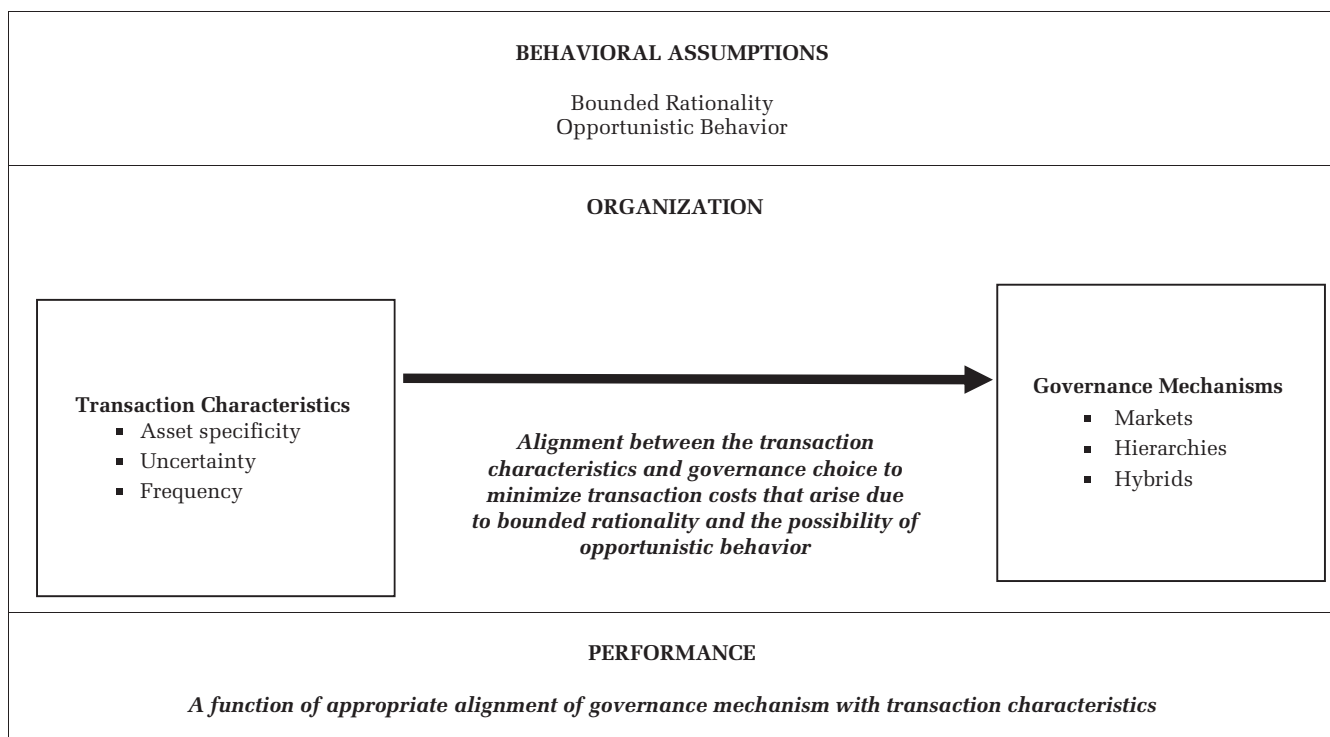 BEHAVIORAL ASSUMPTIONS
Bounded Rationality
Opportunistic Behavior
ORGANIZATION
Transaction Characteristics
▪ Asset specificity
▪ Uncertainty
▪ Frequency
Alignment between the transaction
characteristics and governance choice to
minimize transaction costs that arise due
to bounded rationality and the possibility of
opportunistic behavior
Governance Mechanisms
▪ Markets
▪ Hierarchies
▪ Hybrids
PERFORMANCE
A function of appropriate alignment of governance mechanism with transaction characteristics